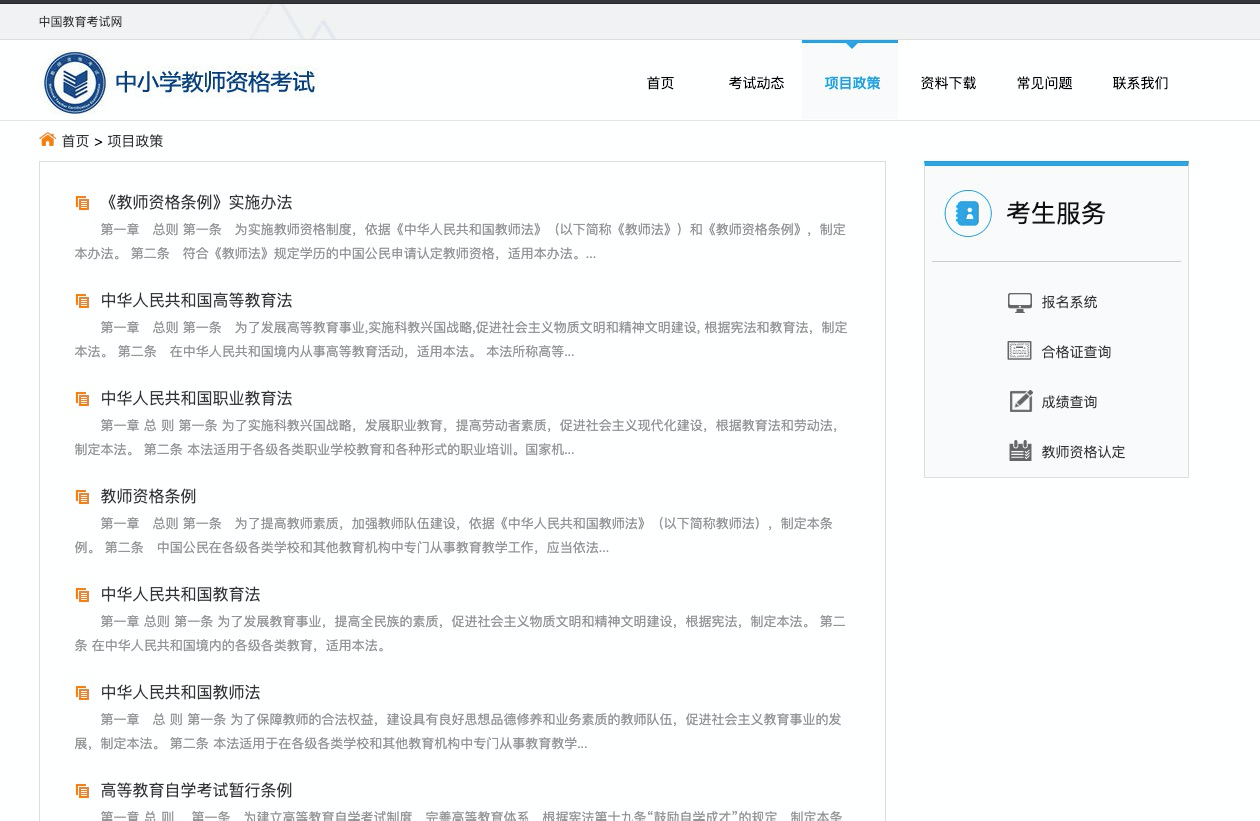 中国教育考试网
中小学教师资格考试
首页 考试动态 项目政策 资料下载 常见问题 联系我们
首页 > 项目政策
《教师资格条例》实施办法
第一章 总则 第一条 为实施教师资格制度，依据《中华人民共和国教师法》（以下简称《教师法》）和《教师资格条例》，制定
本办法。 第二条 符合《教师法》规定学历的中国公民申请认定教师资格，适用本办法。...
中华人民共和国高等教育法
第一章 总则 第一条 为了发展高等教育事业,实施科教兴国战略,促进社会主义物质文明和精神文明建设, 根据宪法和教育法，制定
本法。 第二条 在中华人民共和国境内从事高等教育活动，适用本法。 本法所称高等...
中华人民共和国职业教育法
第一章 总 则 第一条 为了实施科教兴国战略，发展职业教育，提高劳动者素质，促进社会主义现代化建设，根据教育法和劳动法，
制定本法。 第二条 本法适用于各级各类职业学校教育和各种形式的职业培训。国家机...
教师资格条例
第一章 总则 第一条 为了提高教师素质，加强教师队伍建设，依据《中华人民共和国教师法》（以下简称教师法），制定本条
例。 第二条 中国公民在各级各类学校和其他教育机构中专门从事教育教学工作，应当依法...
中华人民共和国教育法
第一章 总则 第一条 为了发展教育事业，提高全民族的素质，促进社会主义物质文明和精神文明建设，根据宪法，制定本法。 第二
条 在中华人民共和国境内的各级各类教育，适用本法。
中华人民共和国教师法
第一章 总 则 第一条 为了保障教师的合法权益，建设具有良好思想品德修养和业务素质的教师队伍，促进社会主义教育事业的发
展，制定本法。 第二条 本法适用于在各级各类学校和其他教育机构中专门从事教育教学...
高等教育自学考试暂行条例
第一章 总 则 第一条 为建立高等教育自学考试制度，完善高等教育体系，根据宪法第十九条“鼓励自学成才”的规定，制定本条
考生服务
报名系统
合格证查询
成绩查询
教师资格认定